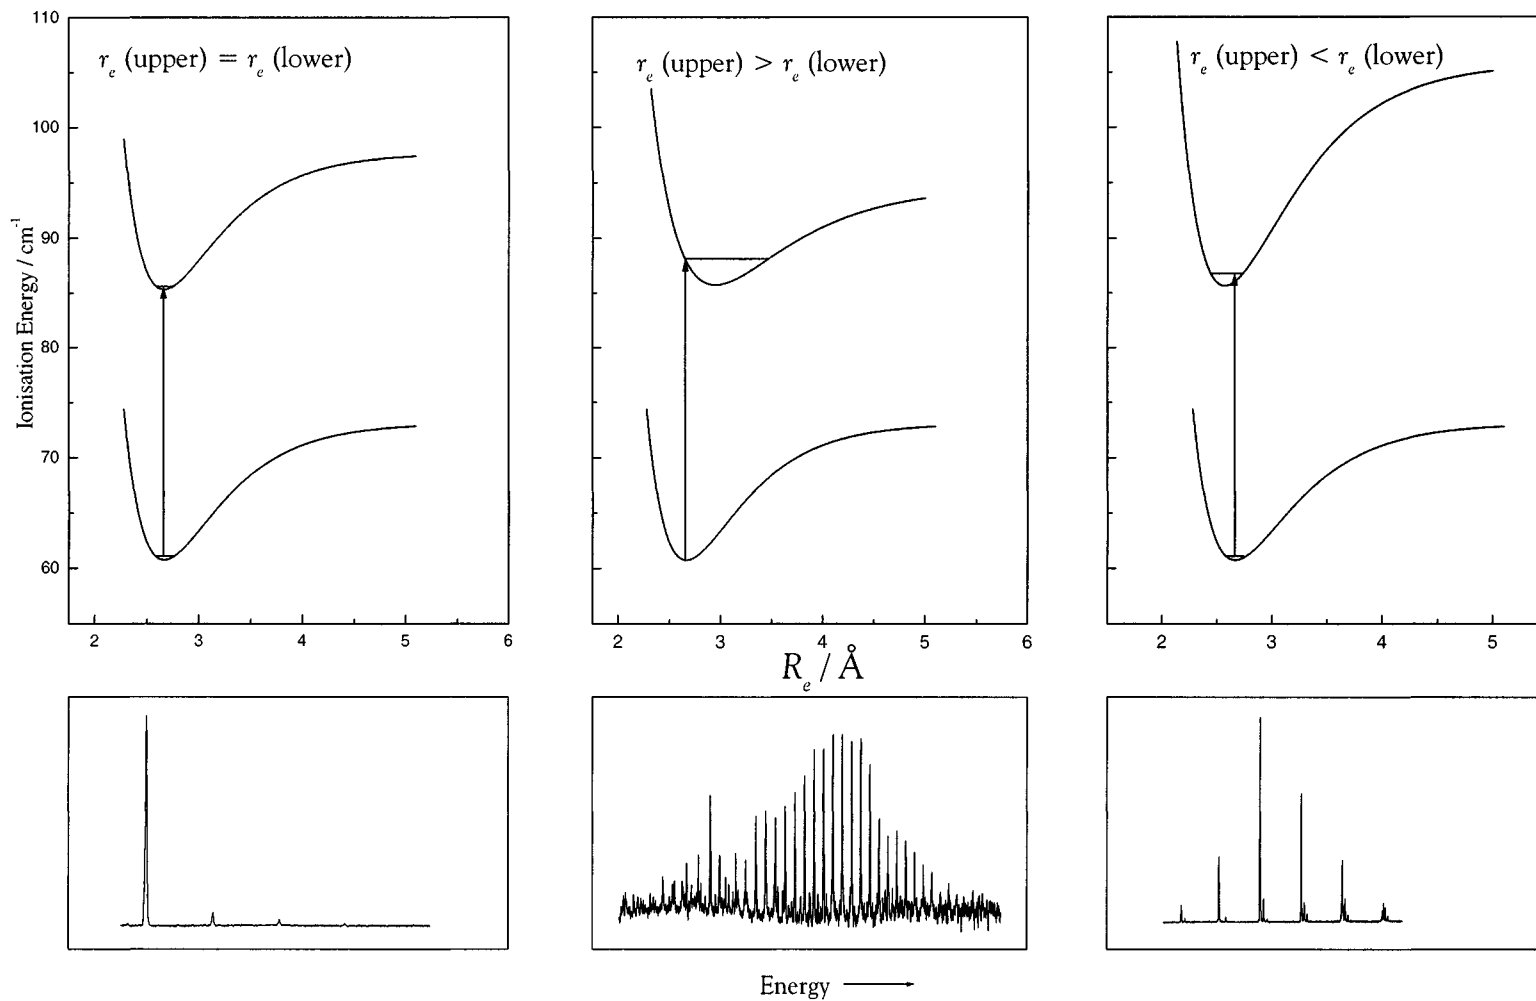 r_e (upper) = r_e (lower)
r_e (upper) > r_e (lower)
r_e (upper) < r_e (lower)
Ionisation Energy / cm⁻¹
110
100
90
80
70
60
2 3 4 5 6
2 3 4 5 6
2 3 4 5
R_e / Å
Energy